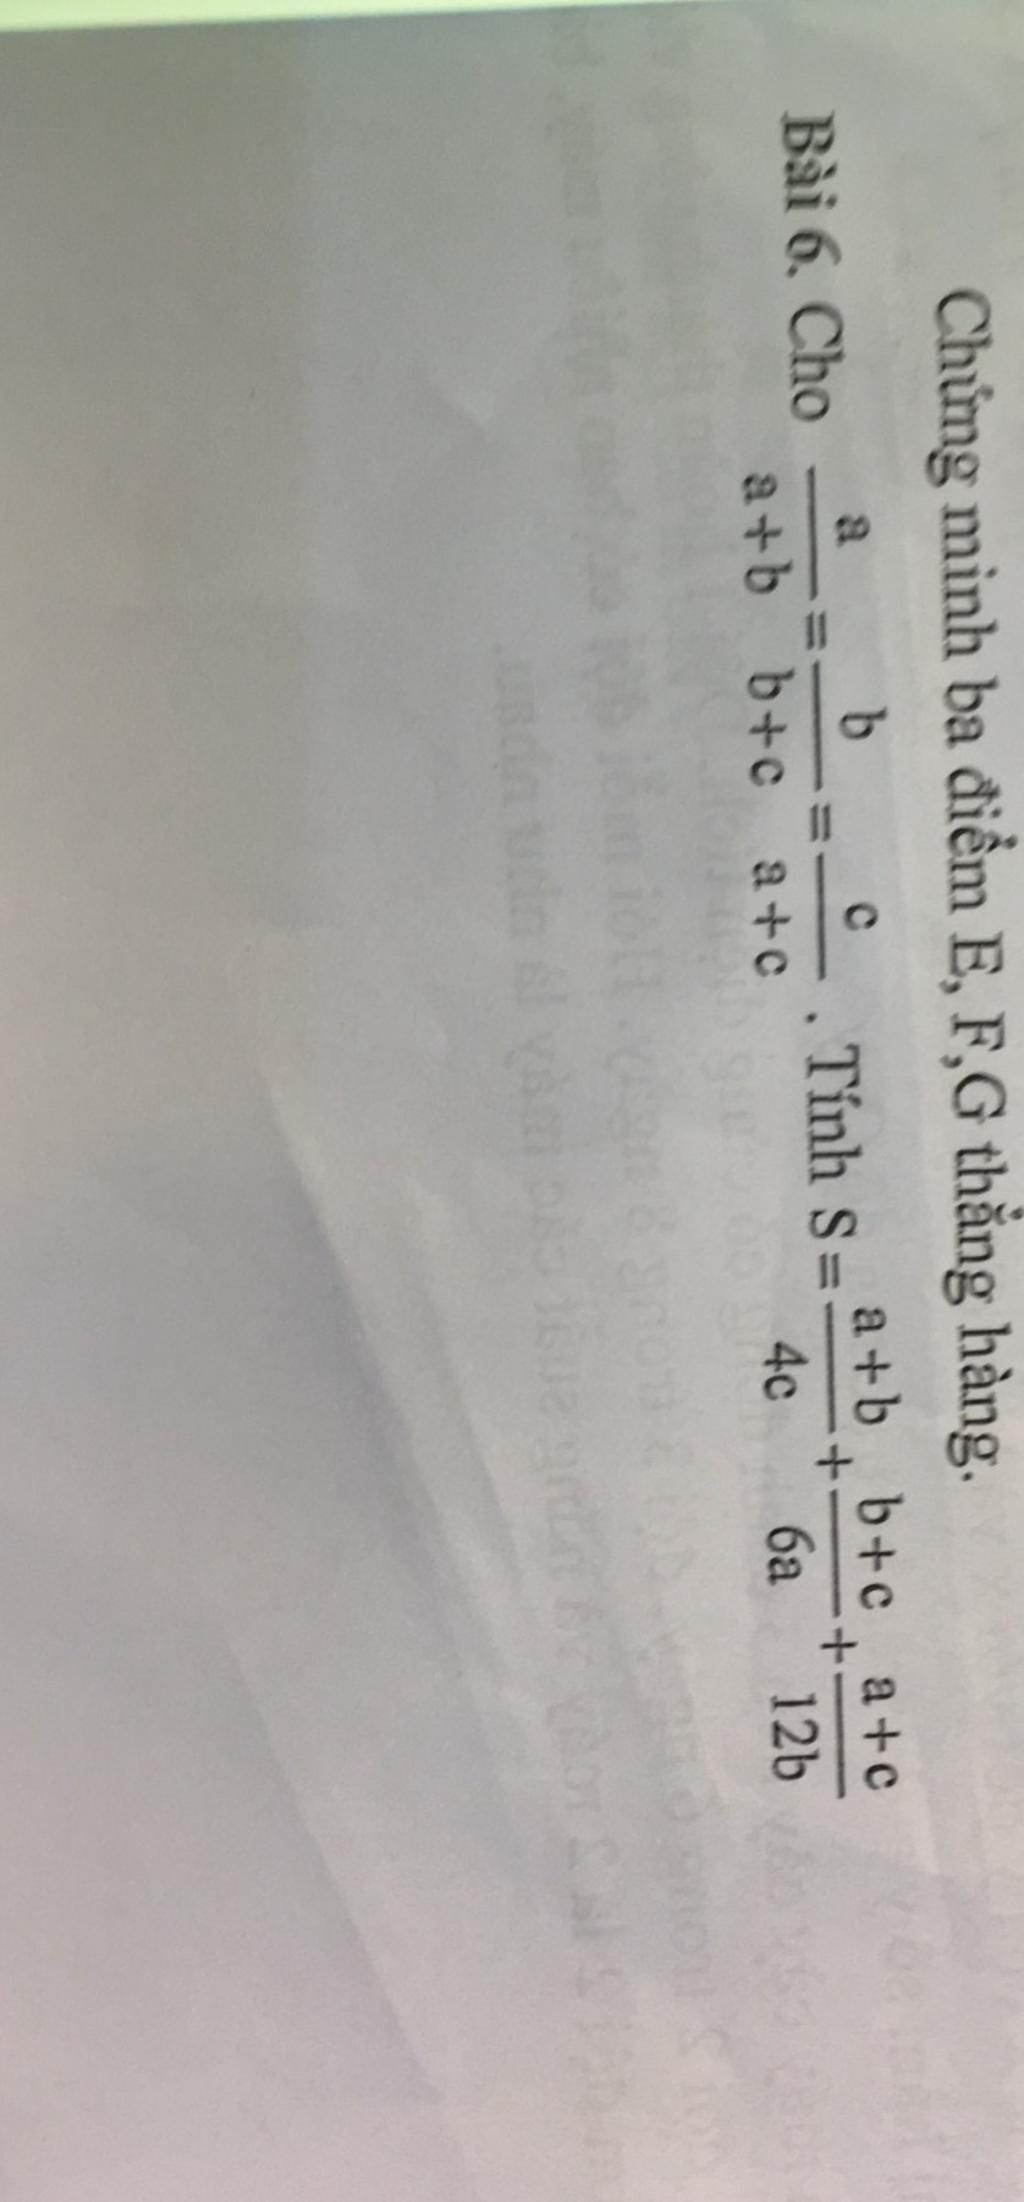 Chứng minh ba điểm E, F, G thẳng hàng.
Bài 6. Cho a/(a+b) = b/(b+c) = c/(a+c). Tính S = (a+b)/4c + (b+c)/6a + (a+c)/12b